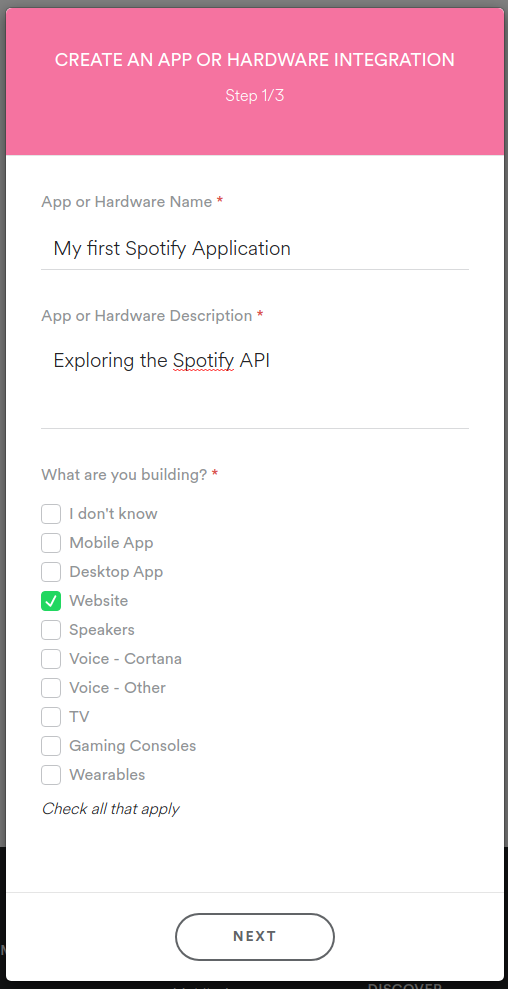 CREATE AN APP OR HARDWARE INTEGRATION
Step 1/3
App or Hardware Name *
My first Spotify Application
App or Hardware Description *
Exploring the Spotify API
What are you building? *
I don't know
Mobile App
Desktop App
Website
Speakers
Voice - Cortana
Voice - Other
TV
Gaming Consoles
Wearables
Check all that apply
NEXT
DISCOVER